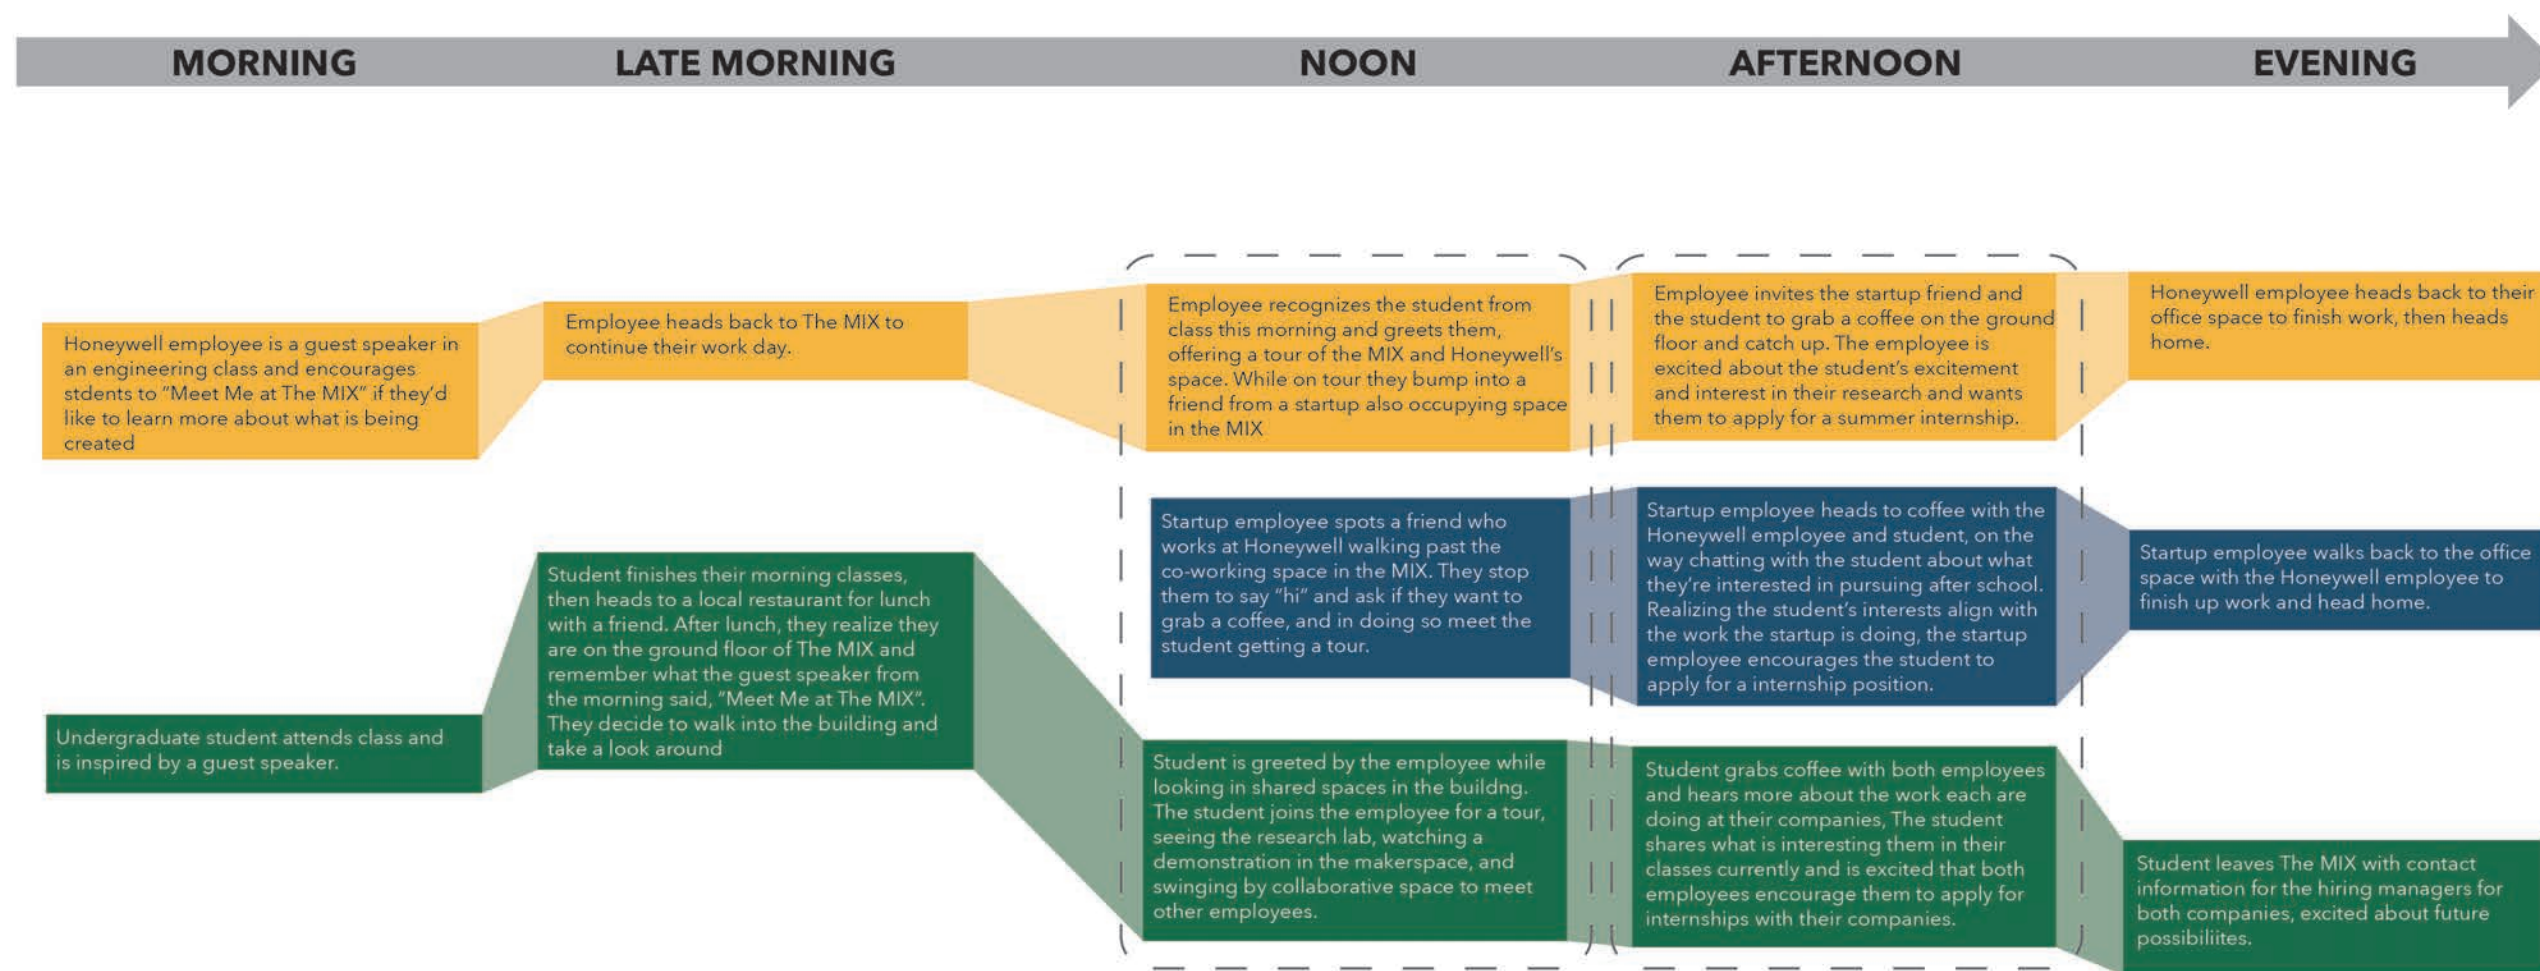 MORNING
LATE MORNING
NOON
AFTERNOON
EVENING
Honeywell employee is a guest speaker in
an engineering class and encourages
stdents to “Meet Me at The MIX” if they’d
like to learn more about what is being
created
Employee heads back to The MIX to
continue their work day.
Employee recognizes the student from
class this morning and greets them,
offering a tour of the MIX and Honeywell’s
space. While on tour they bump into a
friend from a startup also occupying space
in the MIX
Employee invites the startup friend and
the student to grab a coffee on the ground
floor and catch up. The employee is
excited about the student’s excitement
and interest in their research and wants
them to apply for a summer internship.
Honeywell employee heads back to their
office space to finish work, then heads
home.
Startup employee spots a friend who
works at Honeywell walking past the
co-working space in the MIX. They stop
them to say “hi” and ask if they want to
grab a coffee, and in doing so meet the
student getting a tour.
Startup employee heads to coffee with the
Honeywell employee and student, on the
way chatting with the student about what
they’re interested in pursuing after school.
Realizing the student’s interests align with
the work the startup is doing, the startup
employee encourages the student to
apply for a internship position.
Startup employee walks back to the office
space with the Honeywell employee to
finish up work and head home.
Undergraduate student attends class and
is inspired by a guest speaker.
Student finishes their morning classes,
then heads to a local restaurant for lunch
with a friend. After lunch, they realize they
are on the ground floor of The MIX and
remember what the guest speaker from
the morning said, “Meet Me at The MIX”.
They decide to walk into the building and
take a look around
Student is greeted by the employee while
looking in shared spaces in the buildng.
The student joins the employee for a tour,
seeing the research lab, watching a
demonstration in the makerspace, and
swinging by collaborative space to meet
other employees.
Student grabs coffee with both employees
and hears more about the work each are
doing at their companies, The student
shares what is interesting them in their
classes currently and is excited that both
employees encourage them to apply for
internships with their companies.
Student leaves The MIX with contact
information for the hiring managers for
both companies, excited about future
possibiliites.